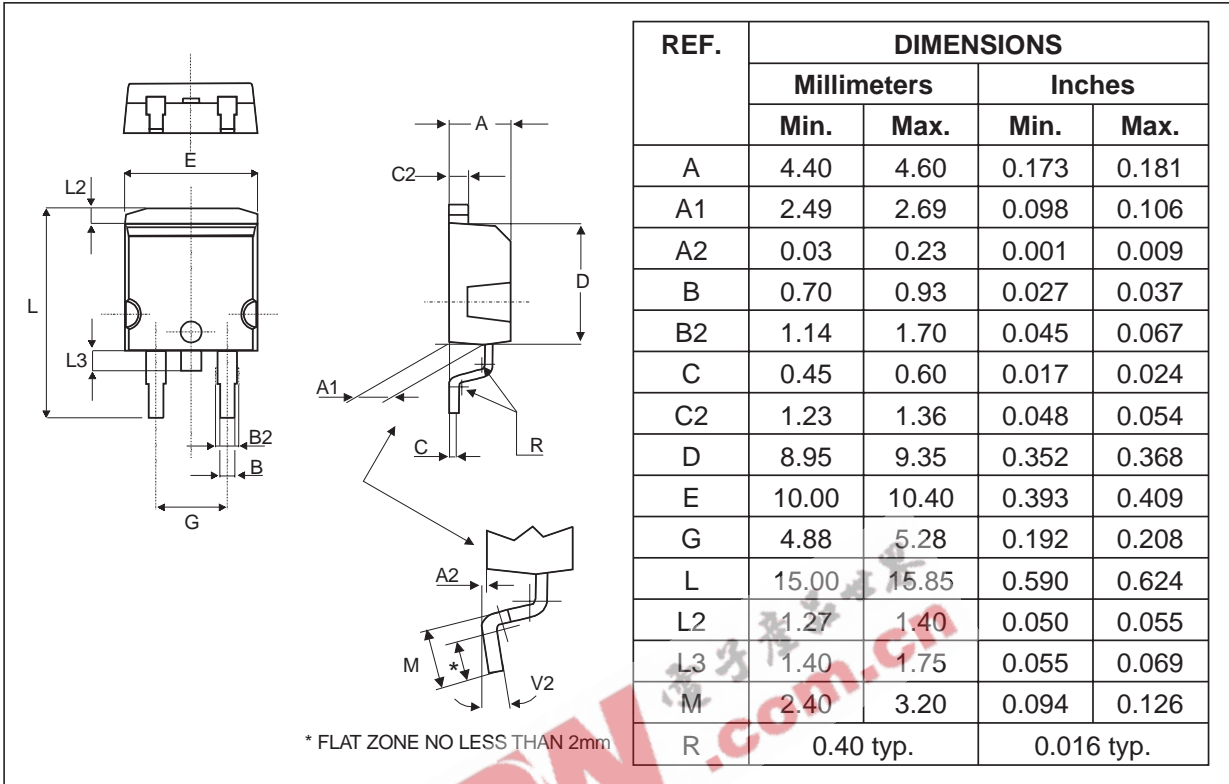 A
E
C2
L2
D
L
L3
A1
B2
C
R
B
G
A2
M
*
V2
* FLAT ZONE NO LESS THAN 2mm
REF. DIMENSIONS
Millimeters Inches
Min. Max. Min. Max.
A 4.40 4.60 0.173 0.181
A1 2.49 2.69 0.098 0.106
A2 0.03 0.23 0.001 0.009
B 0.70 0.93 0.027 0.037
B2 1.14 1.70 0.045 0.067
C 0.45 0.60 0.017 0.024
C2 1.23 1.36 0.048 0.054
D 8.95 9.35 0.352 0.368
E 10.00 10.40 0.393 0.409
G 4.88 5.28 0.192 0.208
L 15.00 15.85 0.590 0.624
L2 1.27 1.40 0.050 0.055
L3 1.40 1.75 0.055 0.069
M 2.40 3.20 0.094 0.126
R 0.40 typ. 0.016 typ.
電子產品世界
.com.cn